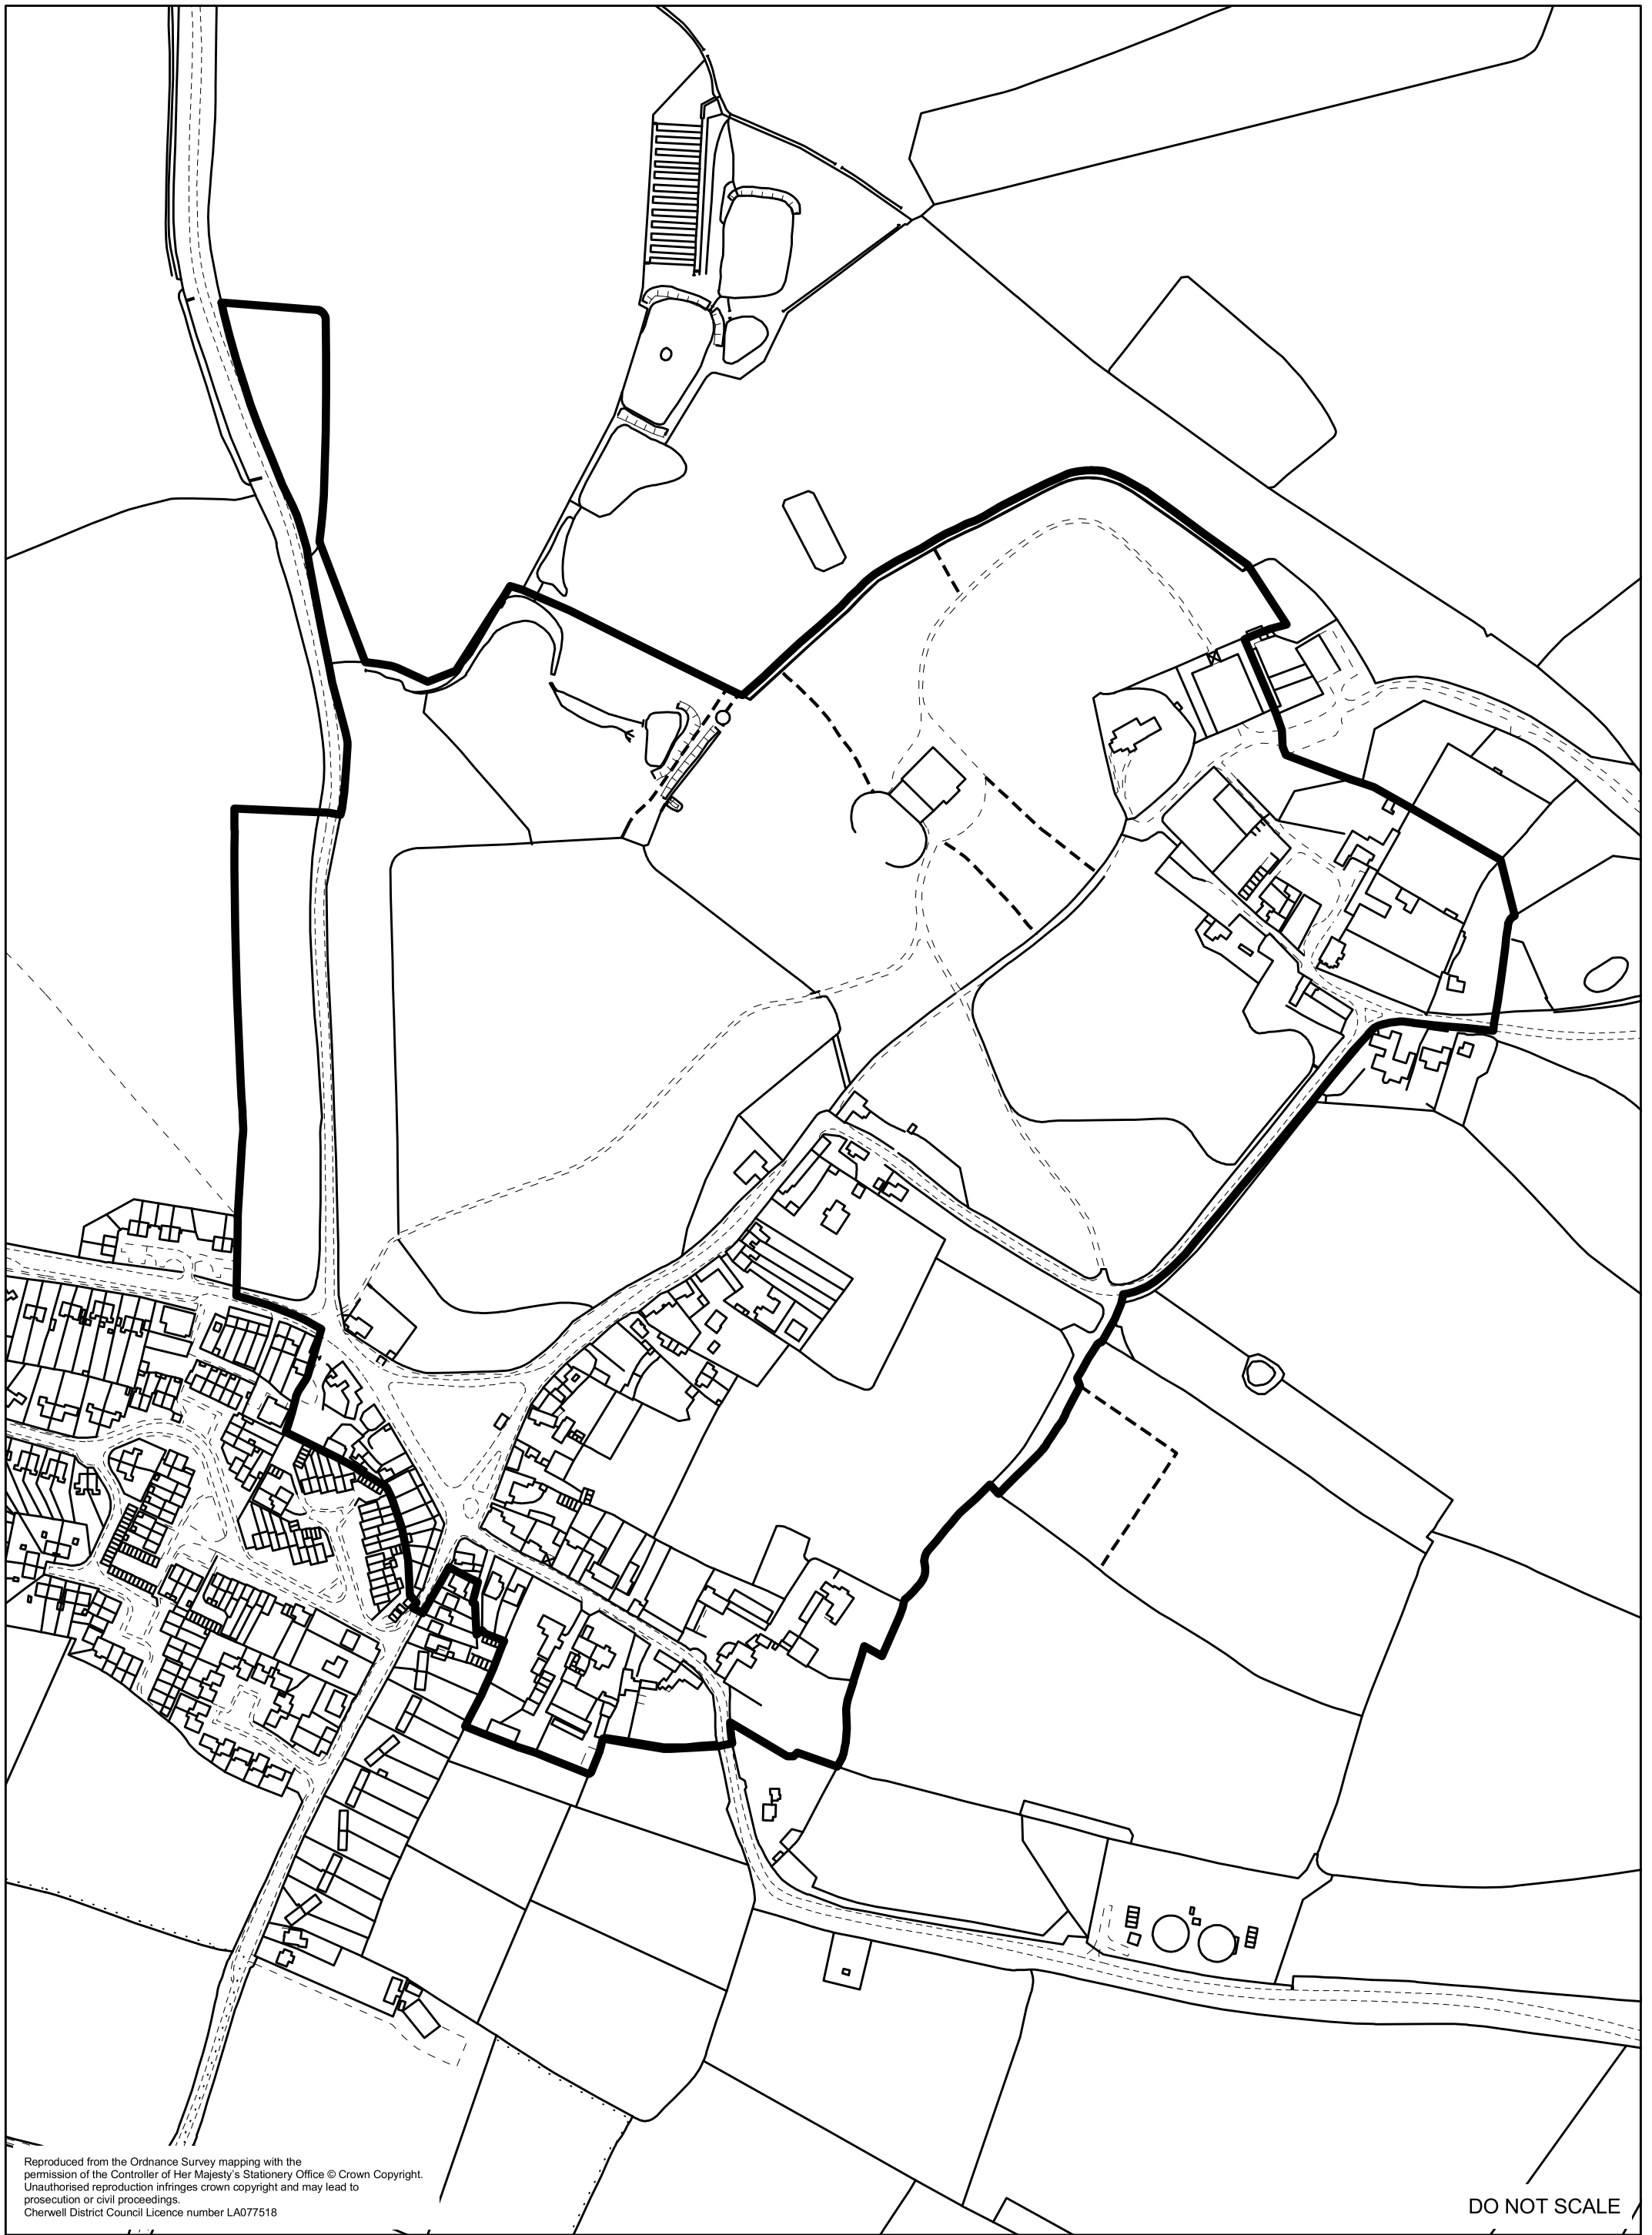 Reproduced from the Ordnance Survey mapping with the
permission of the Controller of Her Majesty's Stationery Office © Crown Copyright.
Unauthorised reproduction infringes crown copyright and may lead to
prosecution or civil proceedings.
Cherwell District Council Licence number LA077518
DO NOT SCALE